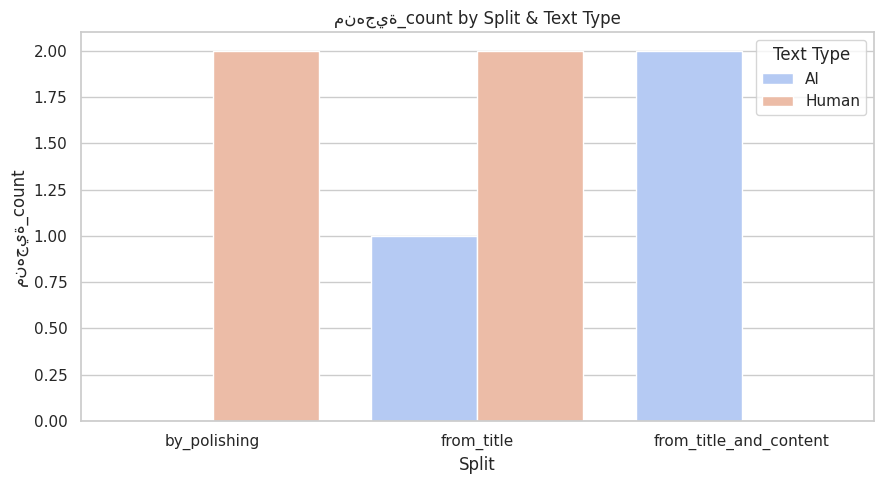 منهجية_count by Split & Text Type
Text Type
AI
Human
منهجية_count
2.00
1.75
1.50
1.25
1.00
0.75
0.50
0.25
0.00
by_polishing
from_title
from_title_and_content
Split